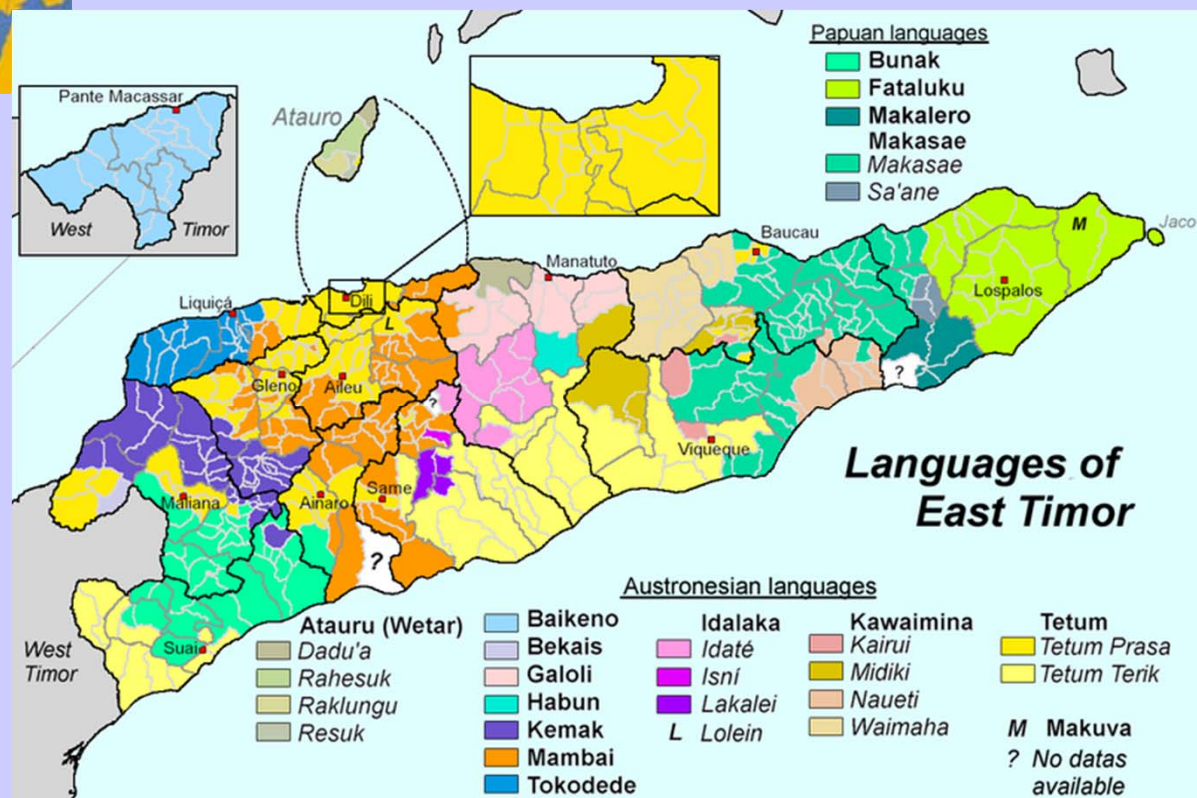 Papuan languages
Bunak
Fataluku
Makalero
Makasae
Makasae
Sa'ane
Pante Macassar
West Timor
Atauro
Jaco
M
Baucau
Manatuto
Lospalos
Liquiçá
Dili
L
Gleno
Aileu
?
?
Viqueque
Maliana
Ainaro
Same
?
Suai
West
Timor
Languages of
East Timor
Austronesian languages
Atauru (Wetar)
Dadu'a
Rahesuk
Raklungu
Resuk
Baikeno
Bekais
Galoli
Habun
Kemak
Mambai
Tokodede
Idalaka
Idaté
Isní
Lakalei
L Lolein
Kawaimina
Kairui
Midiki
Naueti
Waimaha
Tetum
Tetum Prasa
Tetum Terik
M Makuva
? No datas
available